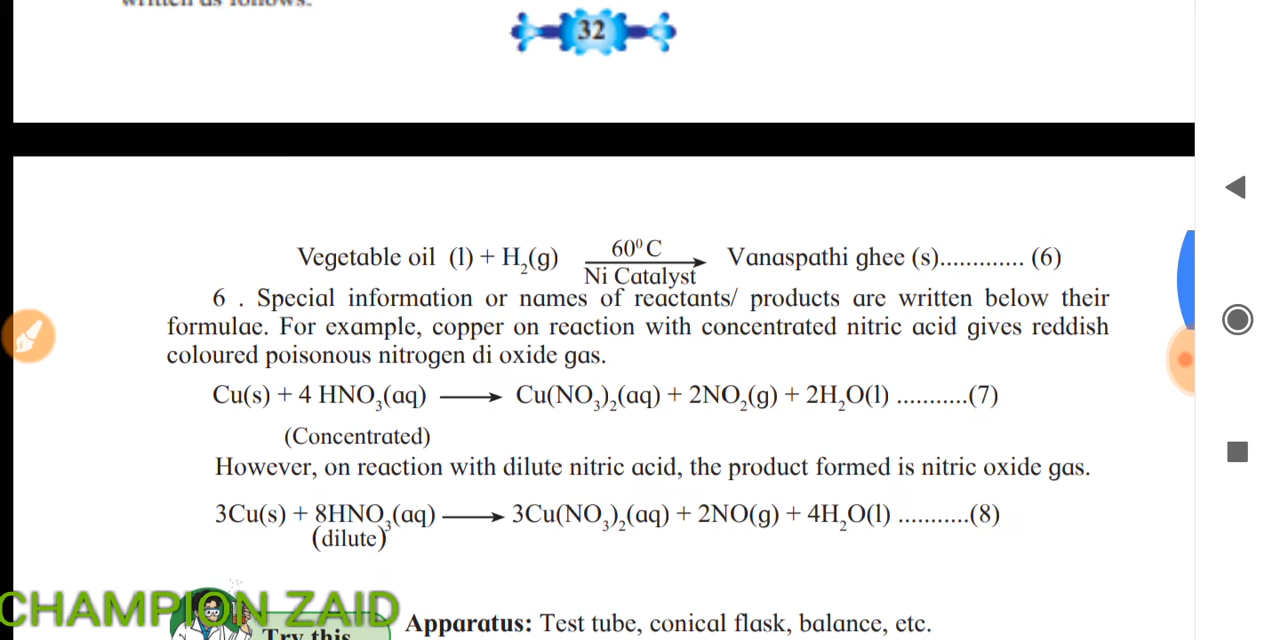 written as follows.
32
Vegetable oil (l) + H₂(g) 60⁰ C Vanaspathi ghee (s)............. (6)
Ni Catalyst
6 . Special information or names of reactants/ products are written below their
formulae. For example, copper on reaction with concentrated nitric acid gives reddish
coloured poisonous nitrogen di oxide gas.
Cu(s) + 4 HNO₃(aq) ⟶ Cu(NO₃)₂(aq) + 2NO₂(g) + 2H₂O(l) ...........(7)
(Concentrated)
However, on reaction with dilute nitric acid, the product formed is nitric oxide gas.
3Cu(s) + 8HNO₃(aq) ⟶ 3Cu(NO₃)₂(aq) + 2NO(g) + 4H₂O(l) ...........(8)
(dilute)
CHAMPION ZAID
Try this
Apparatus: Test tube, conical flask, balance, etc.